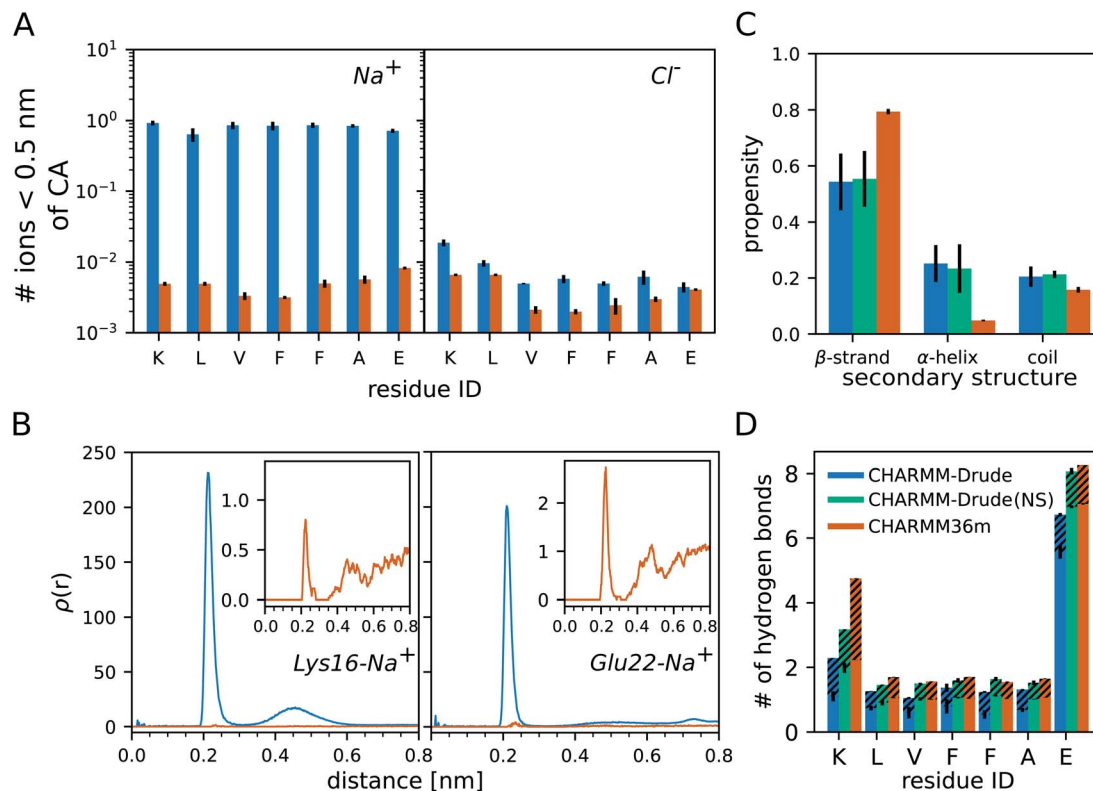 A
# ions < 0.5 nm
of CA
10¹
10⁰
10⁻¹
10⁻²
10⁻³
Na⁺
Cl⁻
K L V F F A E
K L V F F A E
residue ID
C
propensity
1.0
0.8
0.6
0.4
0.2
0.0
β-strand α-helix coil
secondary structure
B
ρ(r)
250
200
150
100
50
0
1.0
0.5
0.0
0.0 0.2 0.4 0.6 0.8
Lys16-Na⁺
2
1
0
0.0 0.2 0.4 0.6 0.8
Glu22-Na⁺
0.0 0.2 0.4 0.6 0.8
0.0 0.2 0.4 0.6 0.8
distance [nm]
D
# of hydrogen bonds
8
6
4
2
0
CHARMM-Drude
CHARMM-Drude(NS)
CHARMM36m
K L V F F A E
residue ID